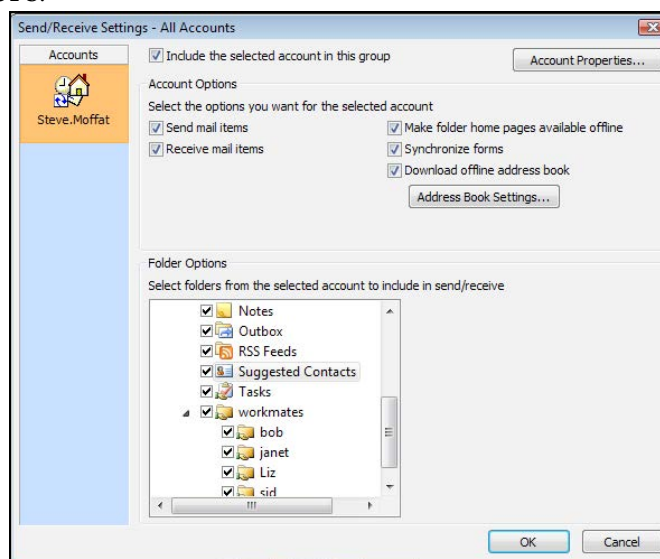 Send/Receive Settings - All Accounts
Accounts
Steve.Moffat
Include the selected account in this group
Account Properties...
Account Options
Select the options you want for the selected account
Send mail items
Make folder home pages available offline
Receive mail items
Synchronize forms
Download offline address book
Address Book Settings...
Folder Options
Select folders from the selected account to include in send/receive
Notes
Outbox
RSS Feeds
Suggested Contacts
Tasks
workmates
bob
janet
Liz
sid
OK
Cancel